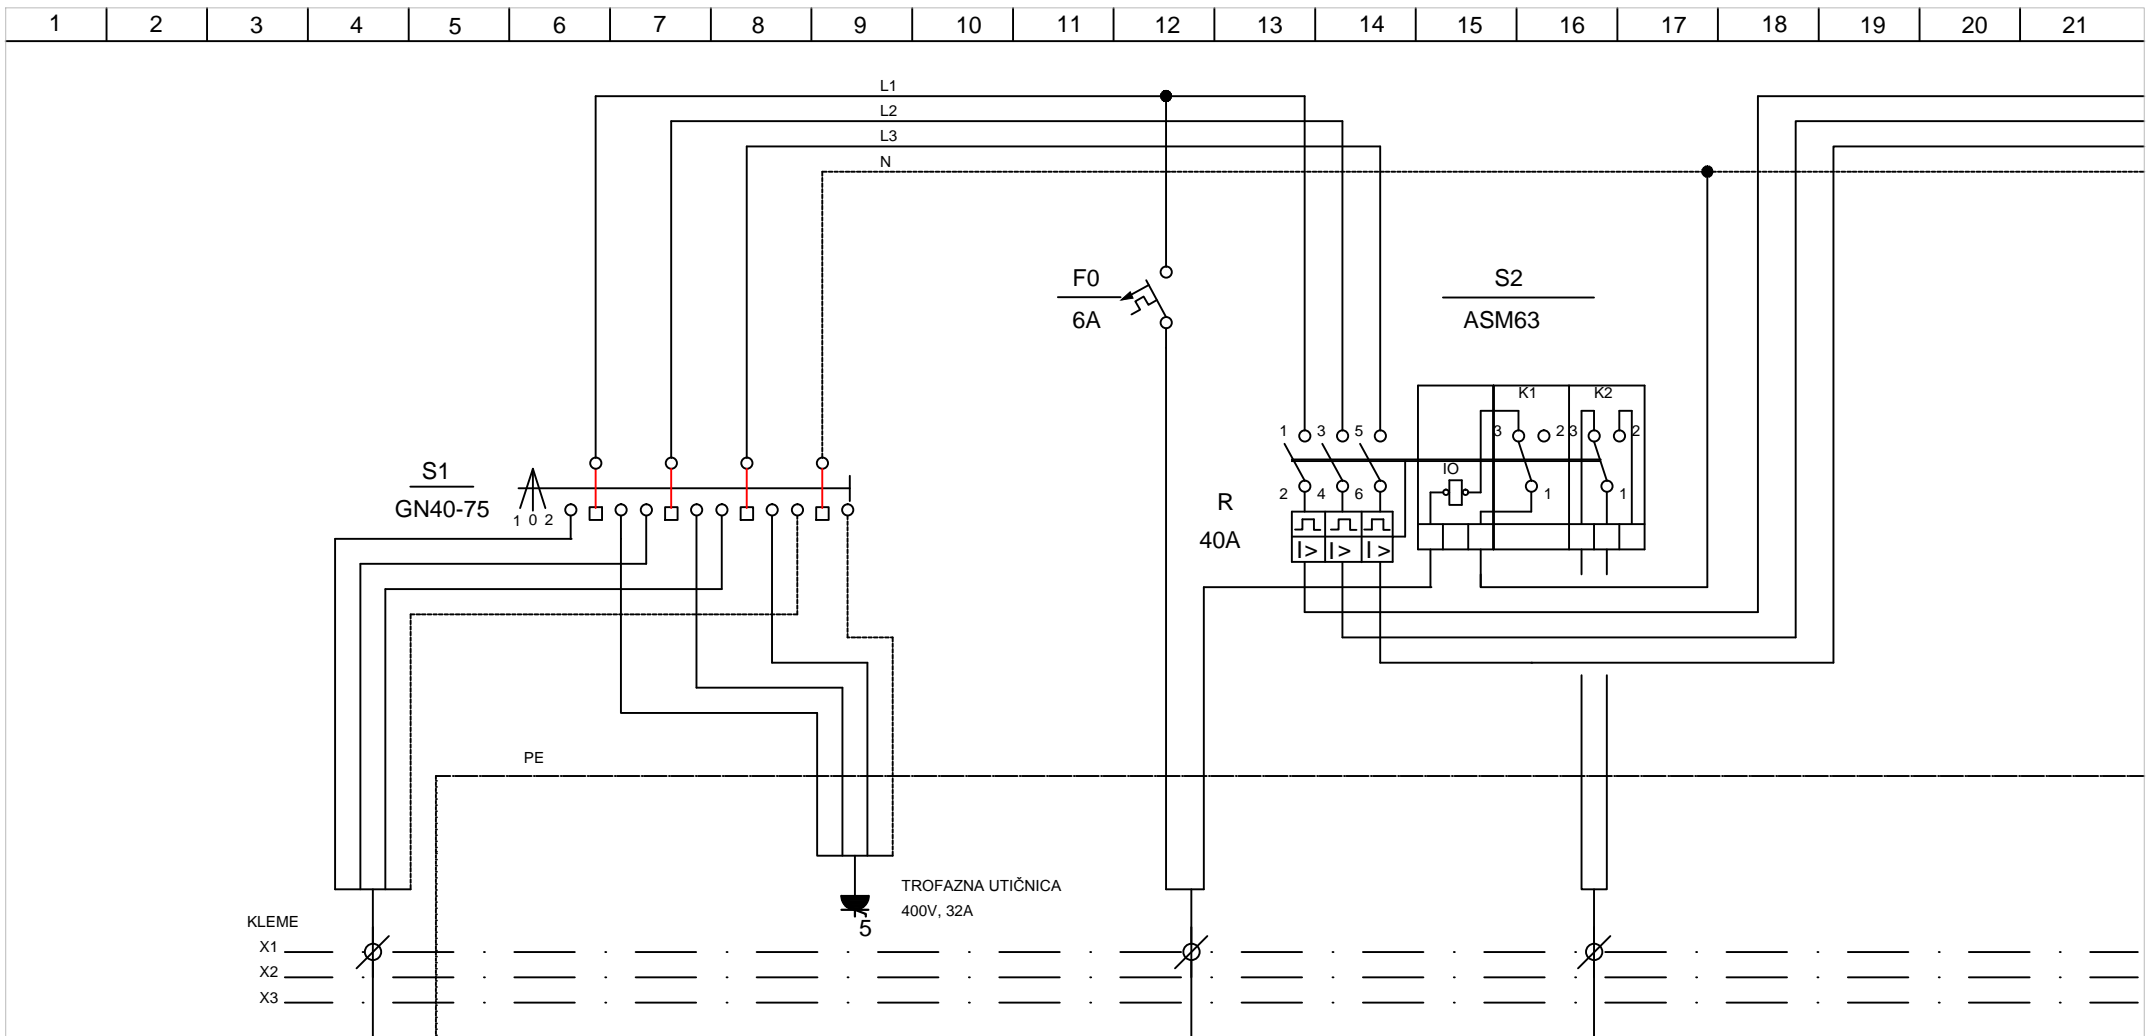 1 2 3 4 5 6 7 8 9 10 11 12 13 14 15 16 17 18 19 20 21
L1
L2
L3
N
F0
6A
S2
ASM63
K1 K2
1 3 5 3 2 3 2
S1
GN40-75
1 0 2
IO
R
40A
2 4 6 1 1
I> I> I>
PE
TROFAZNA UTIČNICA
400V, 32A
5
KLEME
X1
X2
X3